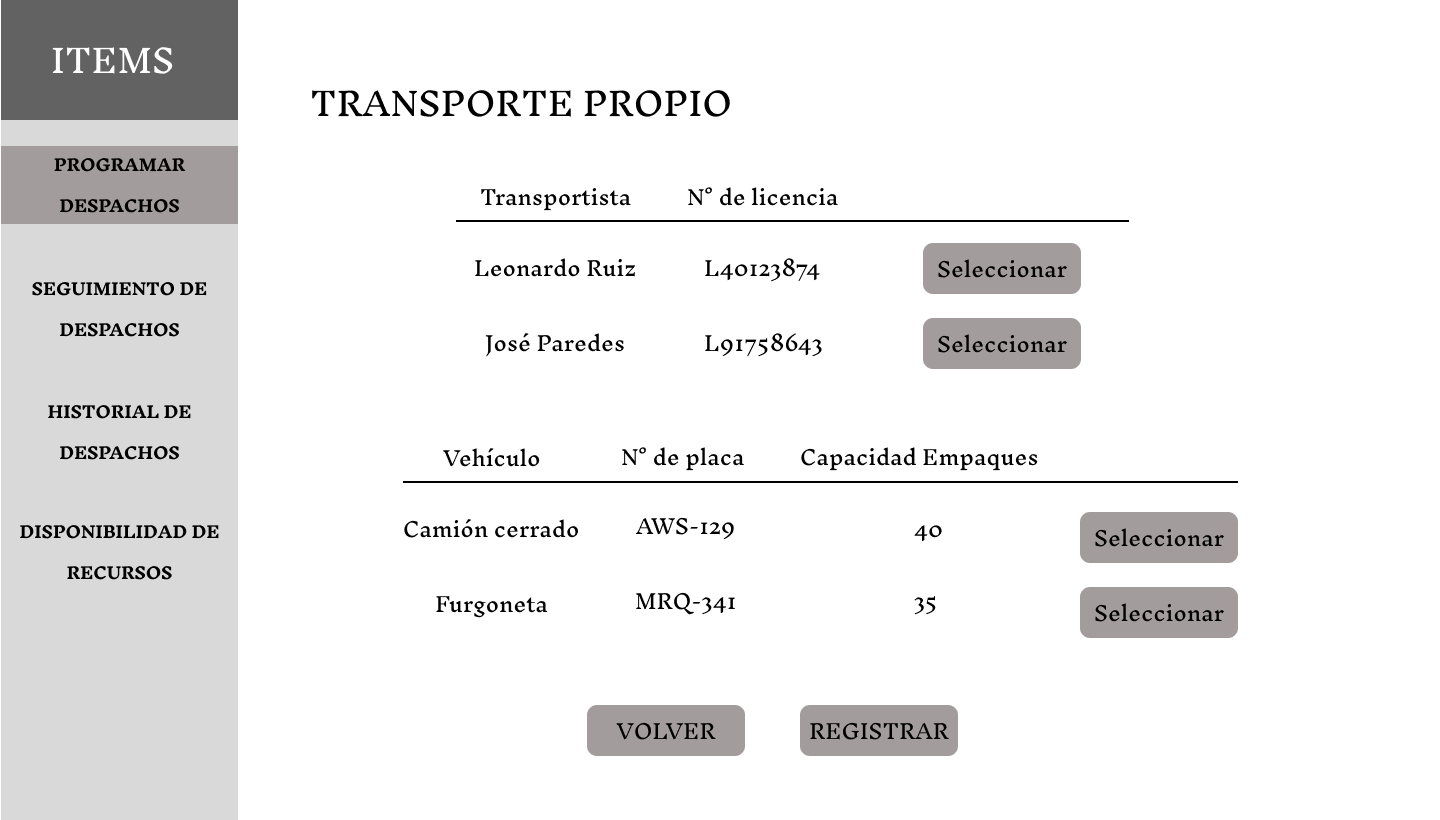 ITEMS
PROGRAMAR
DESPACHOS
SEGUIMIENTO DE
DESPACHOS
HISTORIAL DE
DESPACHOS
DISPONIBILIDAD DE
RECURSOS
TRANSPORTE PROPIO
Transportista N° de licencia
Leonardo Ruiz L40123874 Seleccionar
José Paredes L91758643 Seleccionar
Vehículo N° de placa Capacidad Empaques
Camión cerrado AWS-129 40 Seleccionar
Furgoneta MRQ-341 35 Seleccionar
VOLVER REGISTRAR